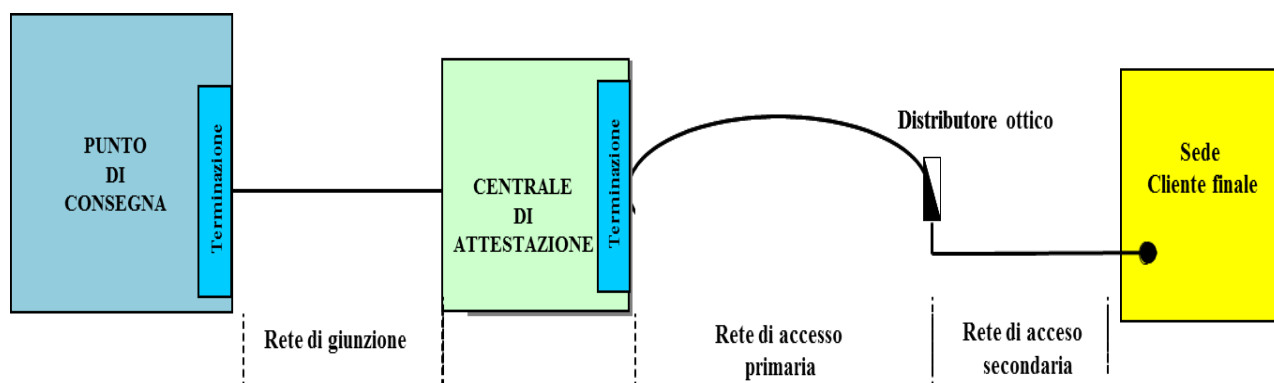 PUNTO
DI
CONSEGNA
Terminazione
Rete di giunzione
CENTRALE
DI
ATTESTAZIONE
Terminazione
Rete di accesso
primaria
Distributore ottico
Rete di acceso
secondaria
Sede
Cliente finale